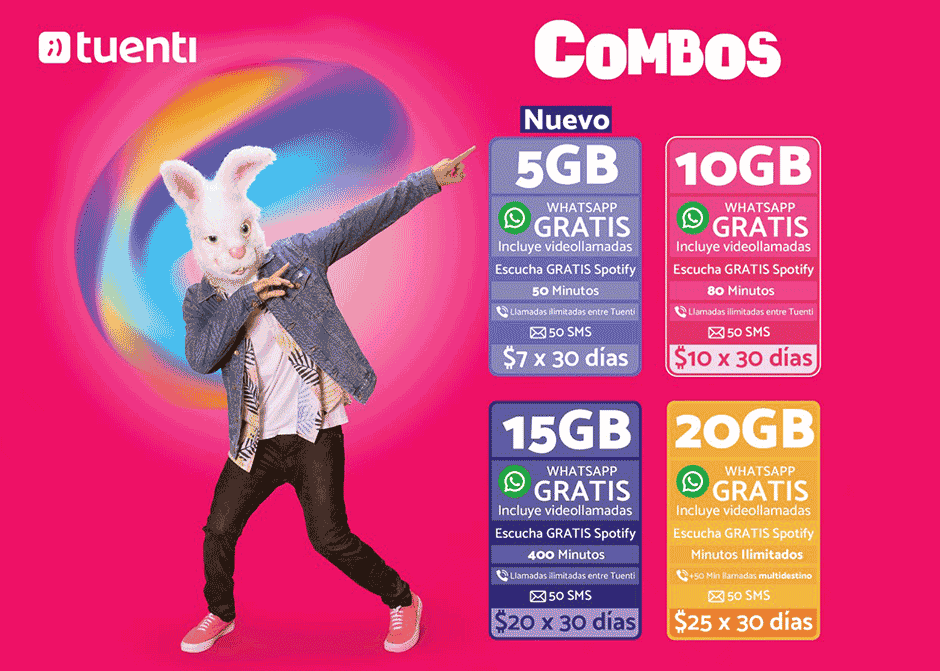 tuenti
COMBOS
Nuevo
5GB
WHATSAPP
GRATIS
Incluye videollamadas
Escucha GRATIS Spotify
50 Minutos
Llamadas ilimitadas entre Tuenti
50 SMS
$7 x 30 días
10GB
WHATSAPP
GRATIS
Incluye videollamadas
Escucha GRATIS Spotify
80 Minutos
Llamadas ilimitadas entre Tuenti
50 SMS
$10 x 30 días
15GB
WHATSAPP
GRATIS
Incluye videollamadas
Escucha GRATIS Spotify
400 Minutos
Llamadas ilimitadas entre Tuenti
50 SMS
$20 x 30 días
20GB
WHATSAPP
GRATIS
Incluye videollamadas
Escucha GRATIS Spotify
Minutos Ilimitados
+50 Min llamadas multidestino
50 SMS
$25 x 30 días